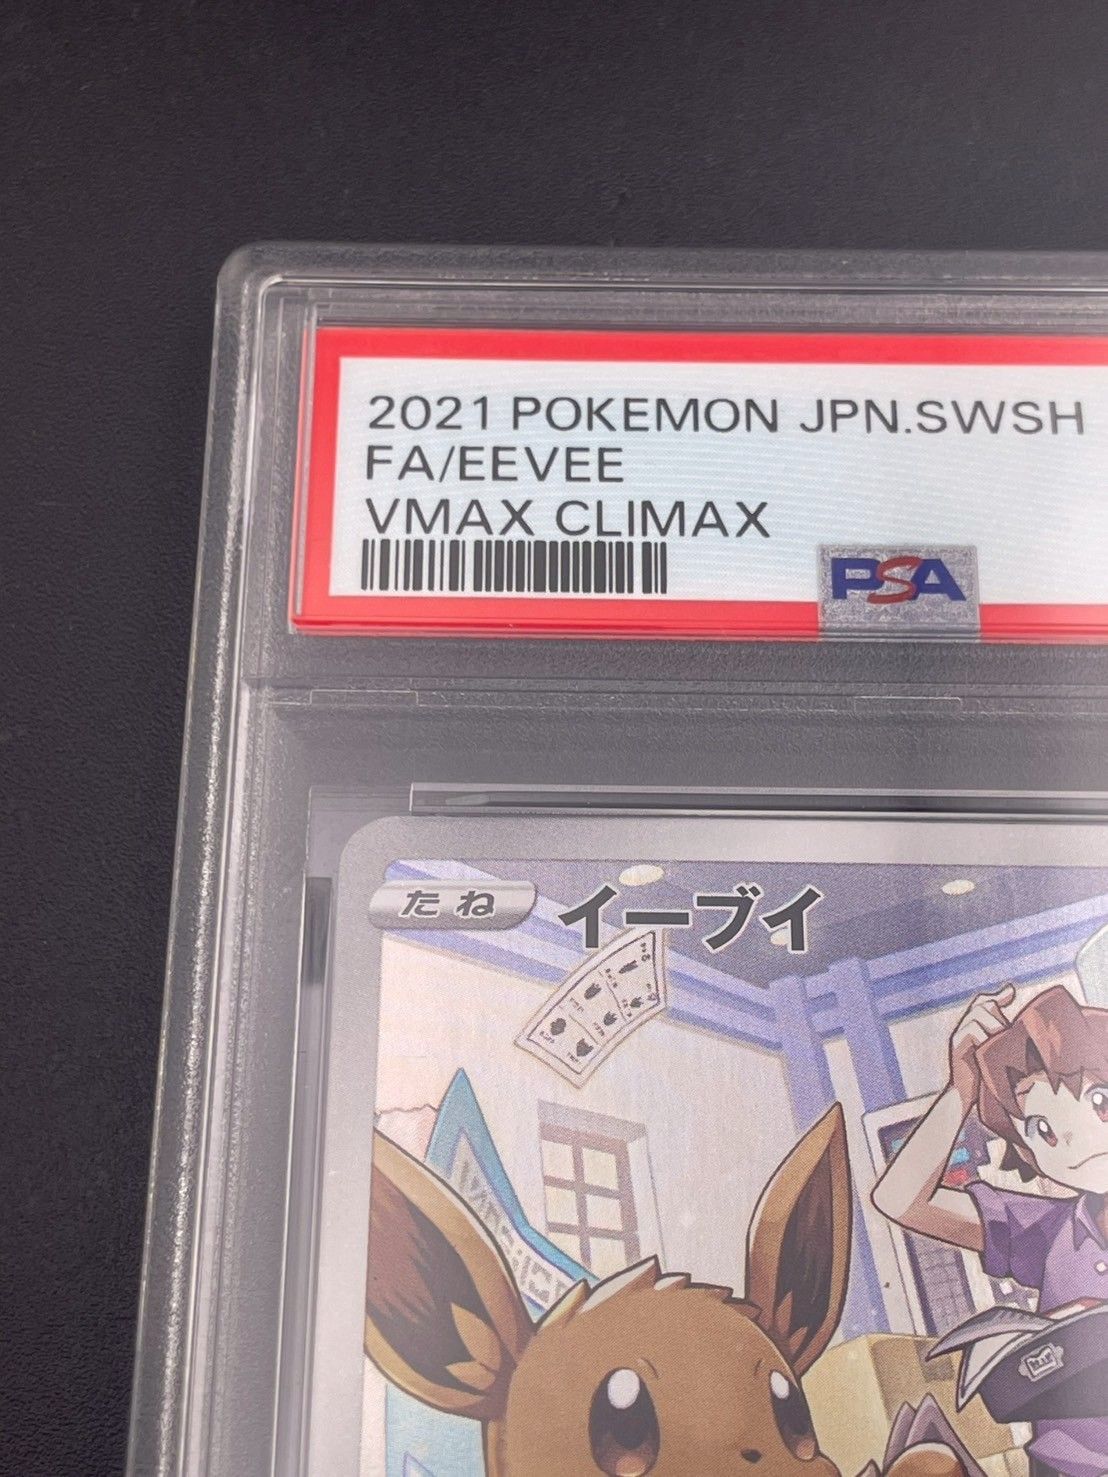 2021 POKEMON JPN.SWSH
FA/EEVEE
VMAX CLIMAX
PSA
たね
イーブイ